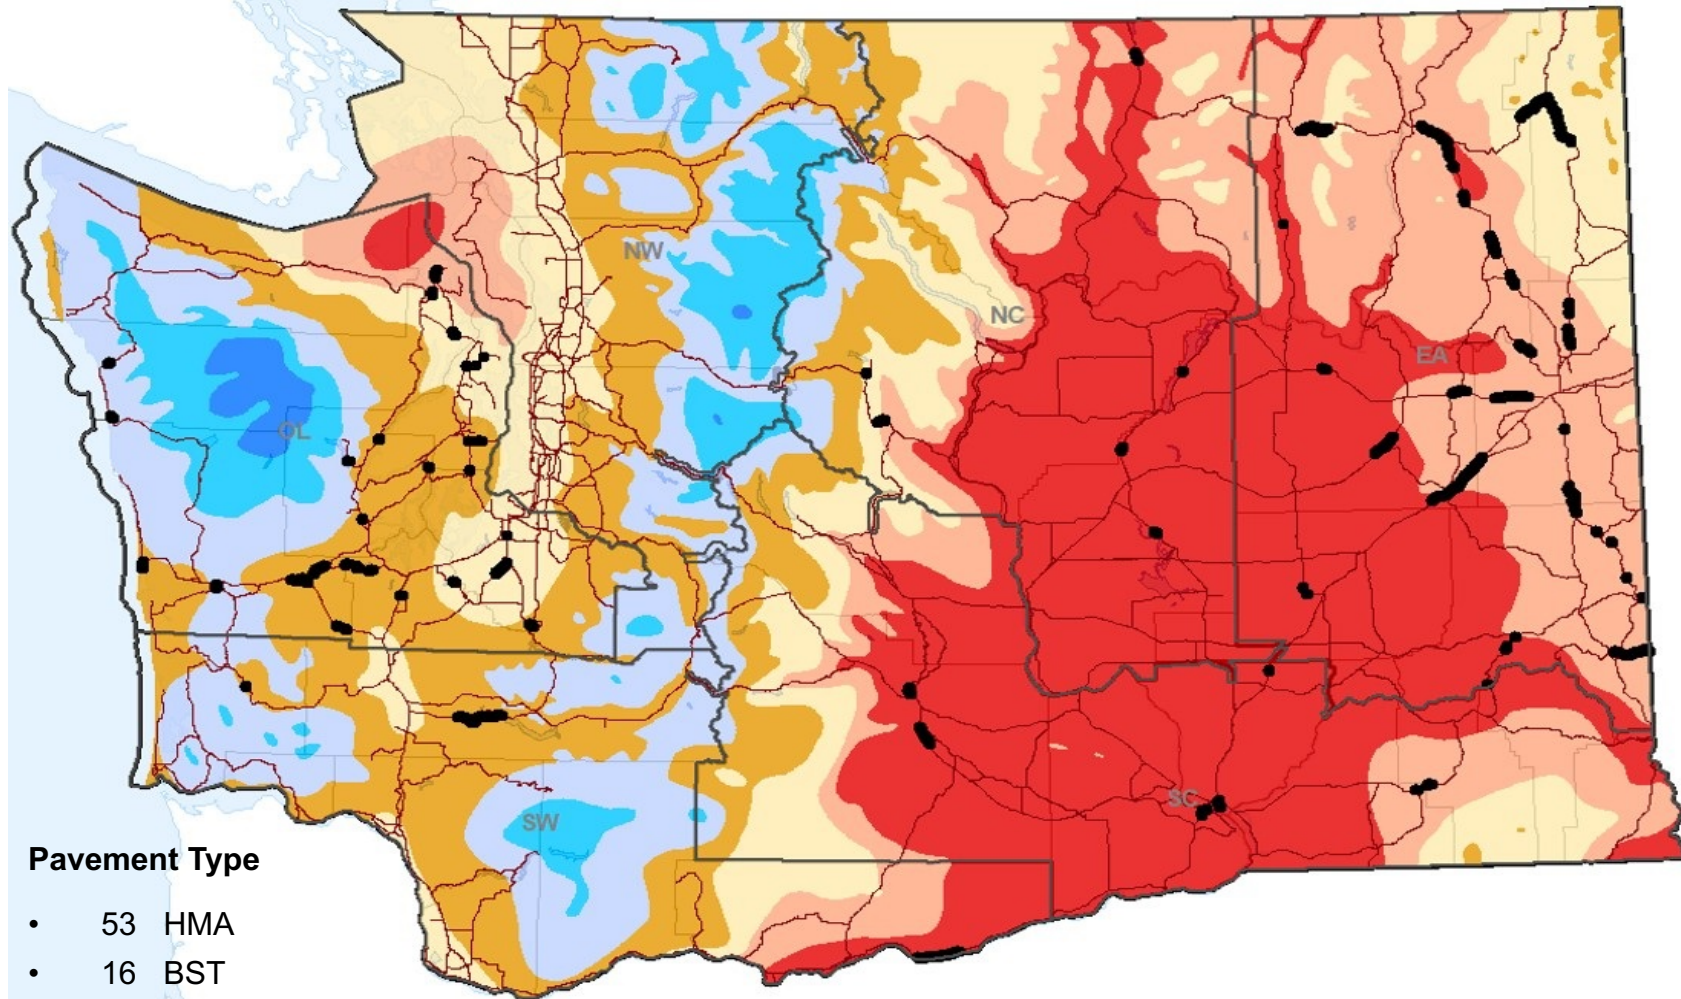 NW
NC
EA
OL
SC
SW
Pavement Type
• 53 HMA
• 16 BST